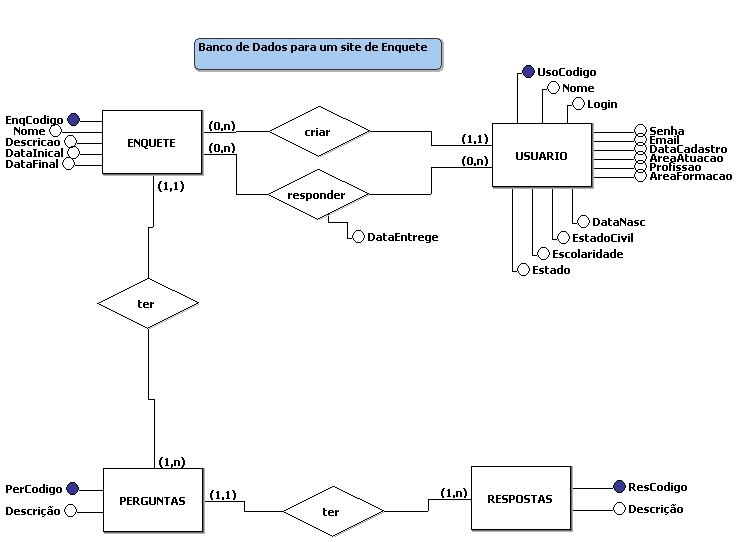 Banco de Dados para um site de Enquete
UsoCodigo
Nome
Login
EnqCodigo
Nome
Descricao
DataInical
DataFinal
ENQUETE
(0,n)
(0,n)
(1,1)
criar
responder
DataEntrege
(1,1)
(0,n)
USUARIO
Senha
Email
DataCadastro
AreaAtuacao
Profissao
AreaFormacao
DataNasc
EstadoCivil
Escolaridade
Estado
ter
(1,n)
PerCodigo
Descrição
PERGUNTAS
(1,1)
ter
(1,n)
RESPOSTAS
ResCodigo
Descrição